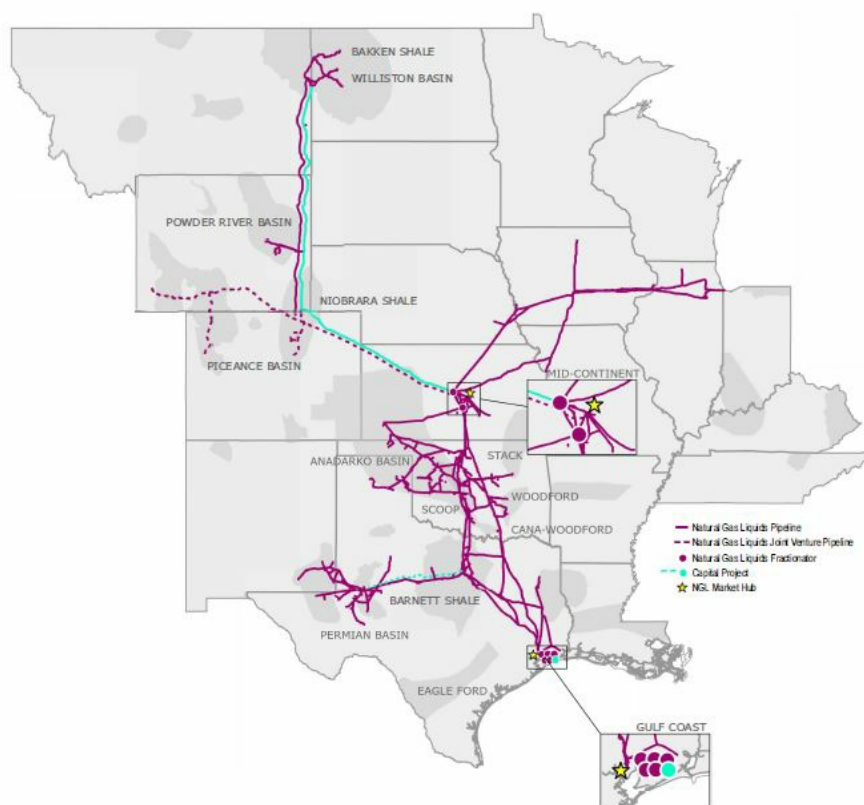 BAKKEN SHALE
WILLISTON BASIN
POWDER RIVER BASIN
NIOBRARA SHALE
PICEANCE BASIN
MID-CONTINENT
ANADARKO BASIN
STACK
SCOOP
WOODFORD
CANA-WOODFORD
Natural Gas Liquids Pipeline
Natural Gas Liquids Joint Venture Pipeline
Natural Gas Liquids Fractionator
Capital Project
NGL Market Hub
BARNETT SHALE
PERMIAN BASIN
EAGLE FORD
GULF COAST